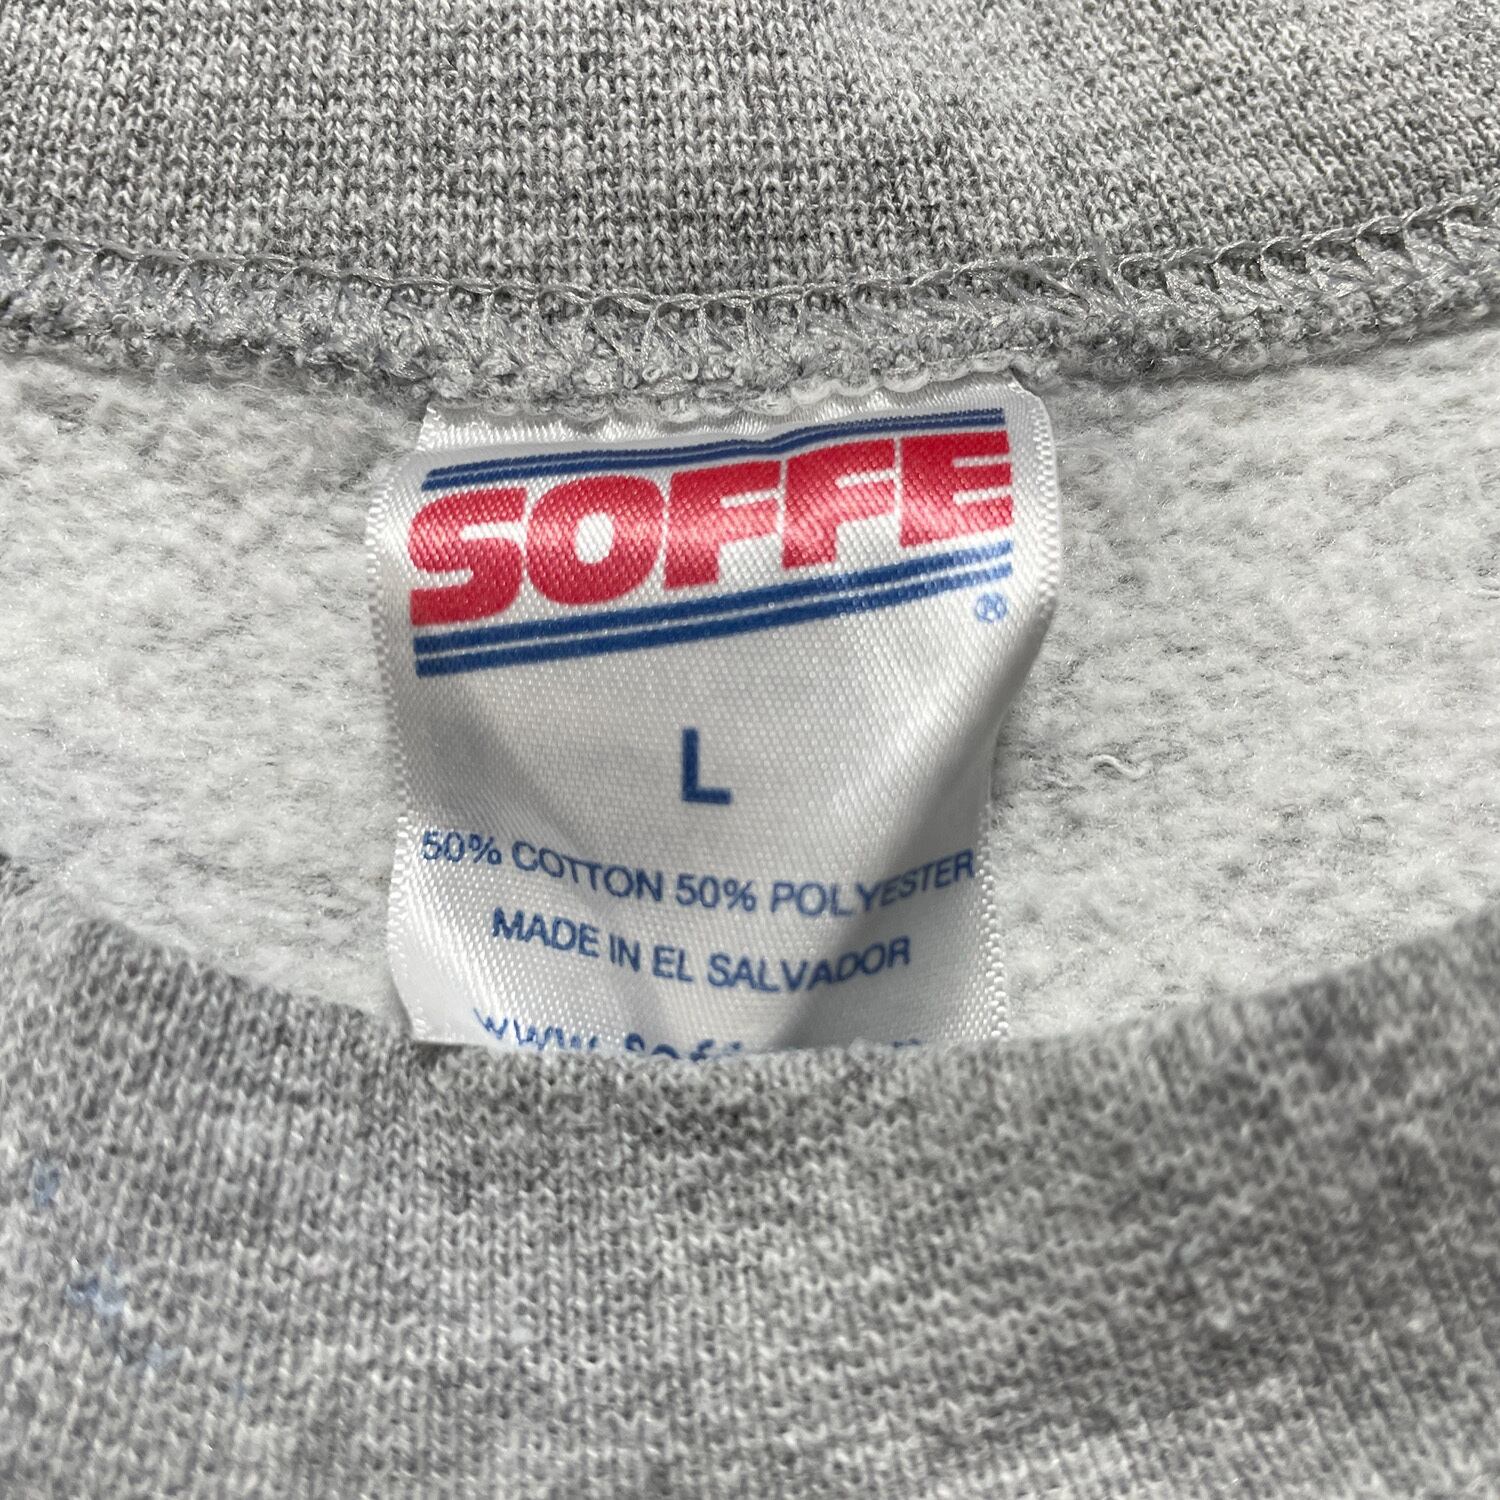 SOFFE
®
L
50% COTTON 50% POLYESTER
MADE IN EL SALVADOR